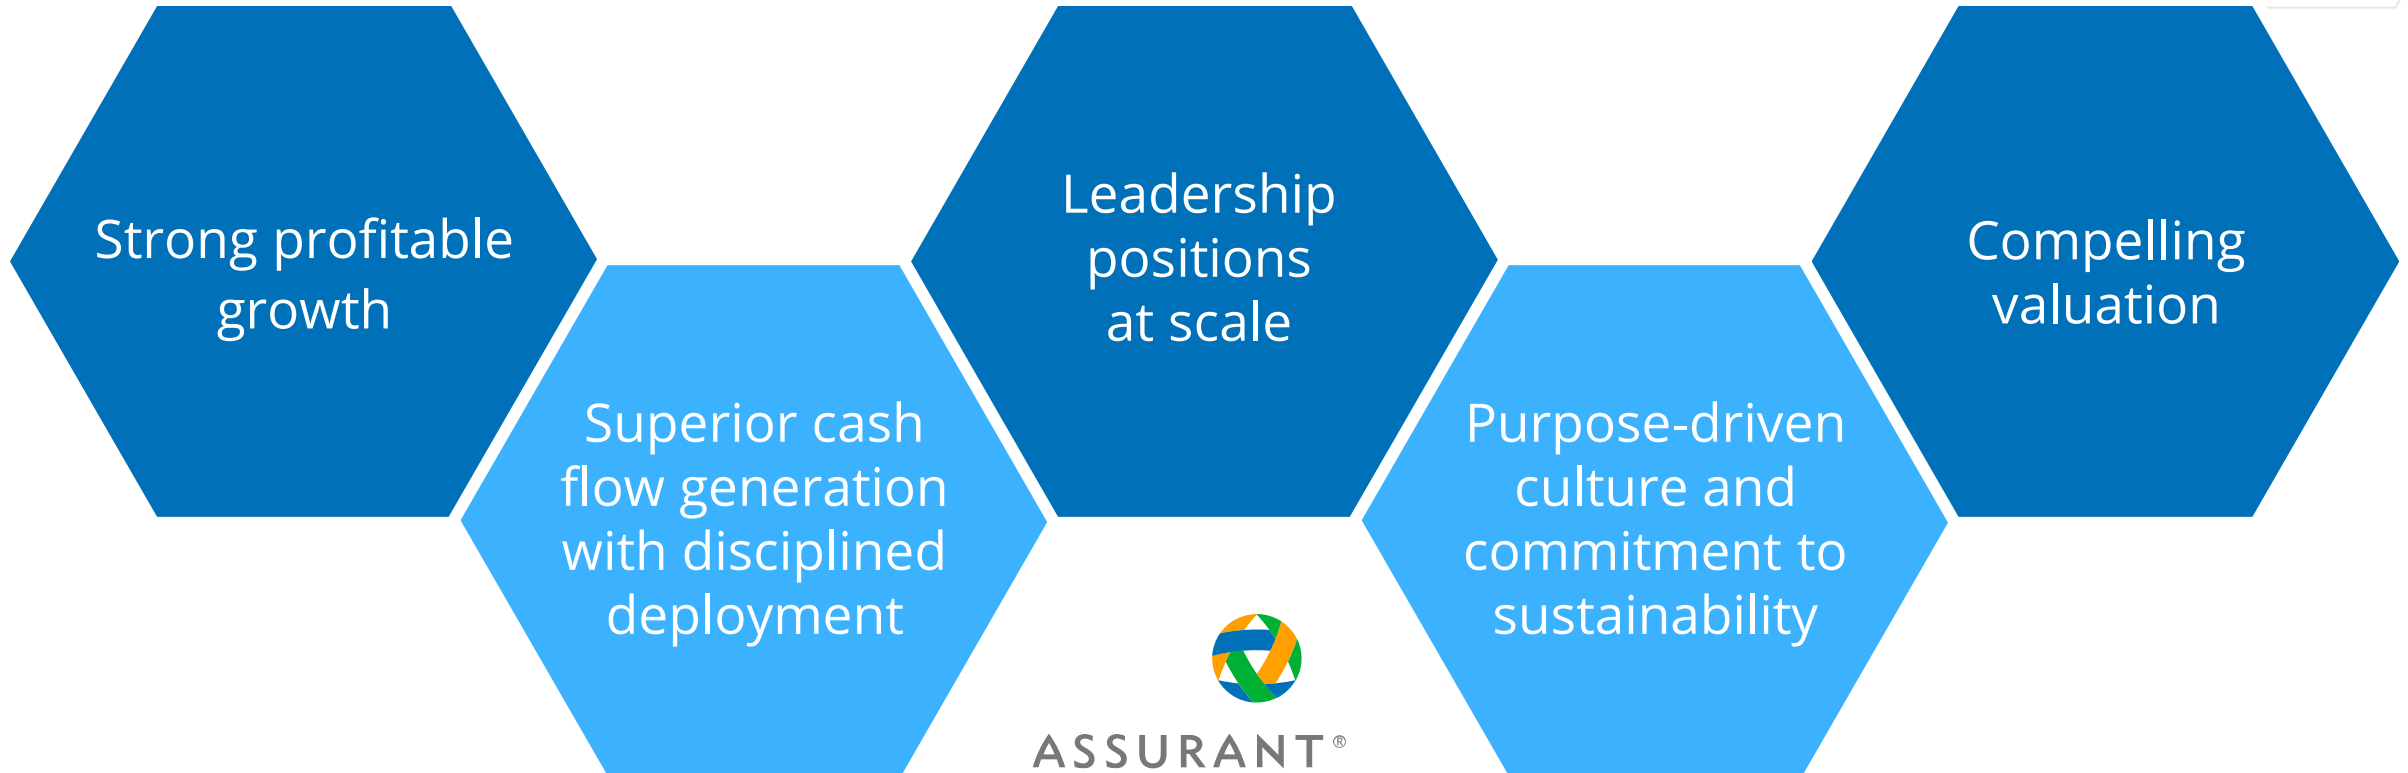 Strong profitable
growth
Superior cash
flow generation
with disciplined
deployment
Leadership
positions
at scale
Purpose-driven
culture and
commitment to
sustainability
Compelling
valuation
ASSURANT®